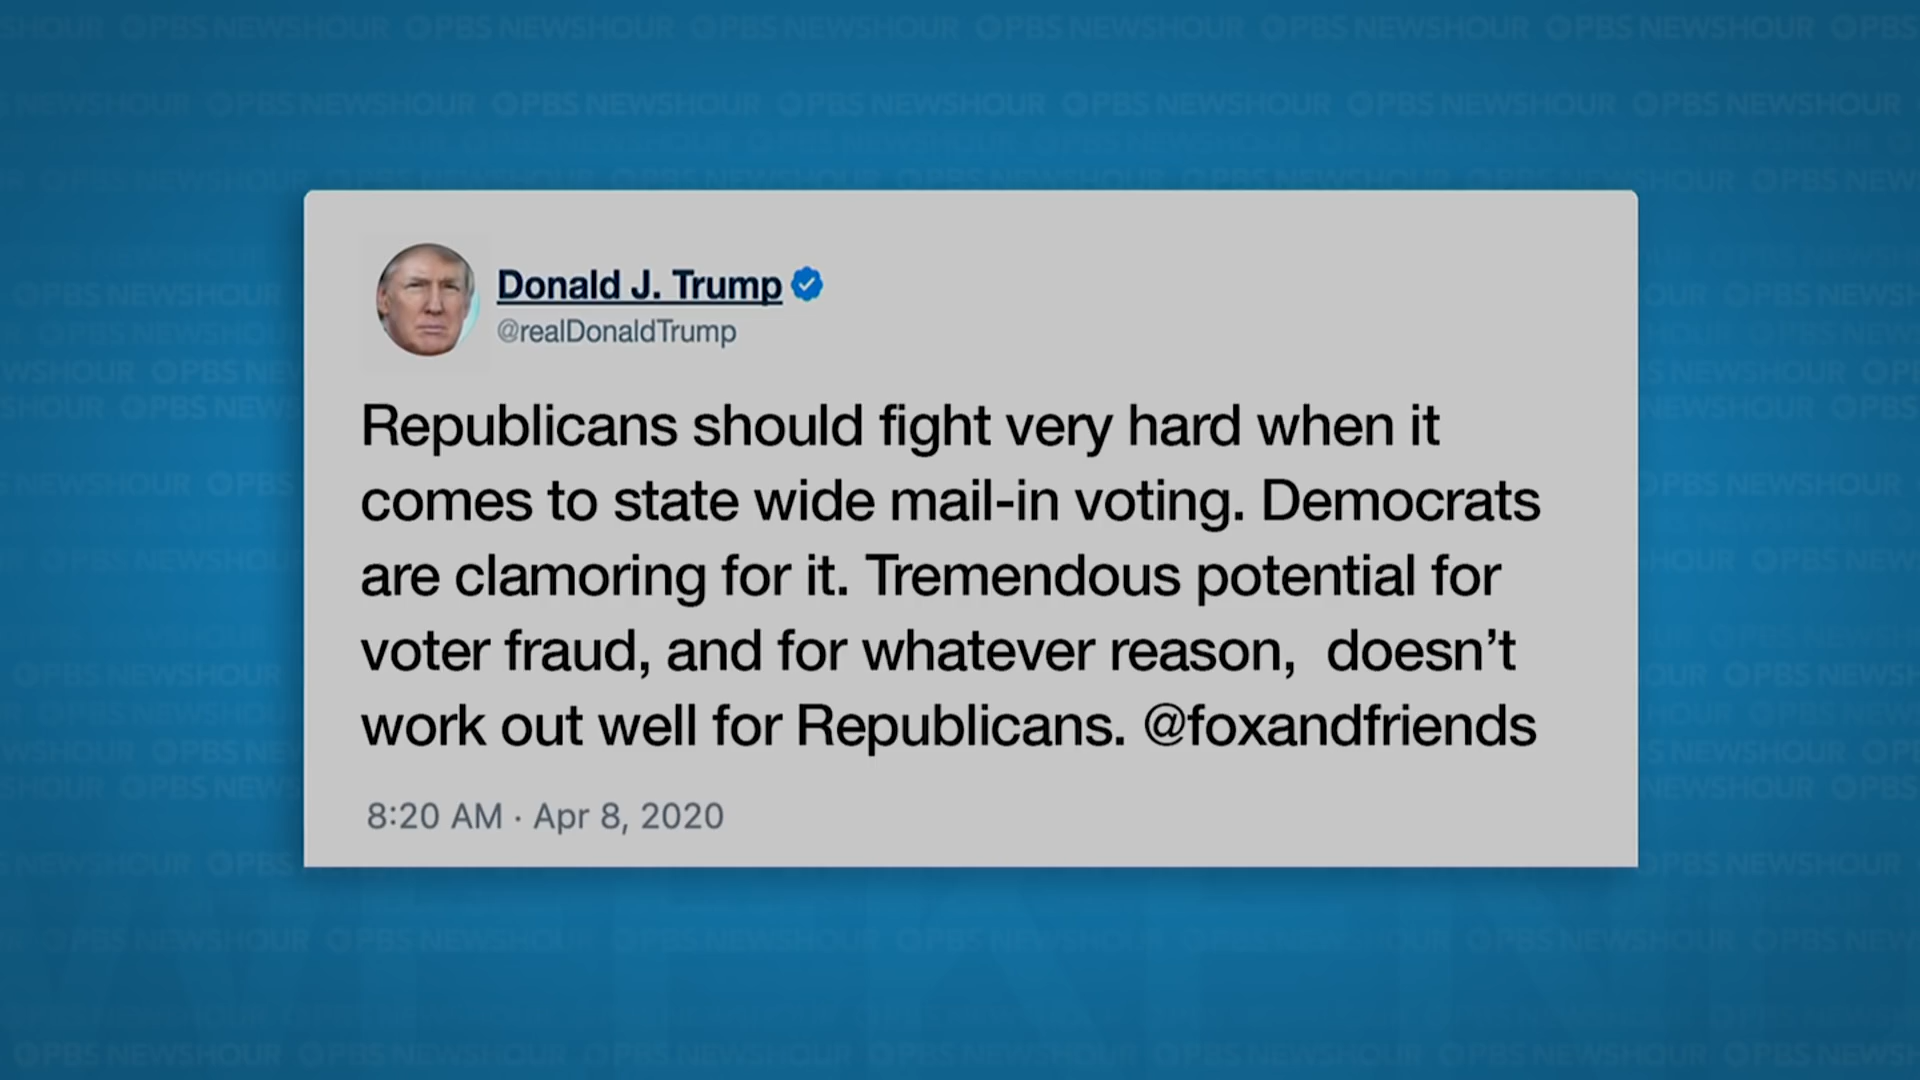 Donald J. Trump
@realDonaldTrump
Republicans should fight very hard when it
comes to state wide mail-in voting. Democrats
are clamoring for it. Tremendous potential for
voter fraud, and for whatever reason,  doesn't
work out well for Republicans. @foxandfriends
8:20 AM · Apr 8, 2020
PBS NEWSHOUR